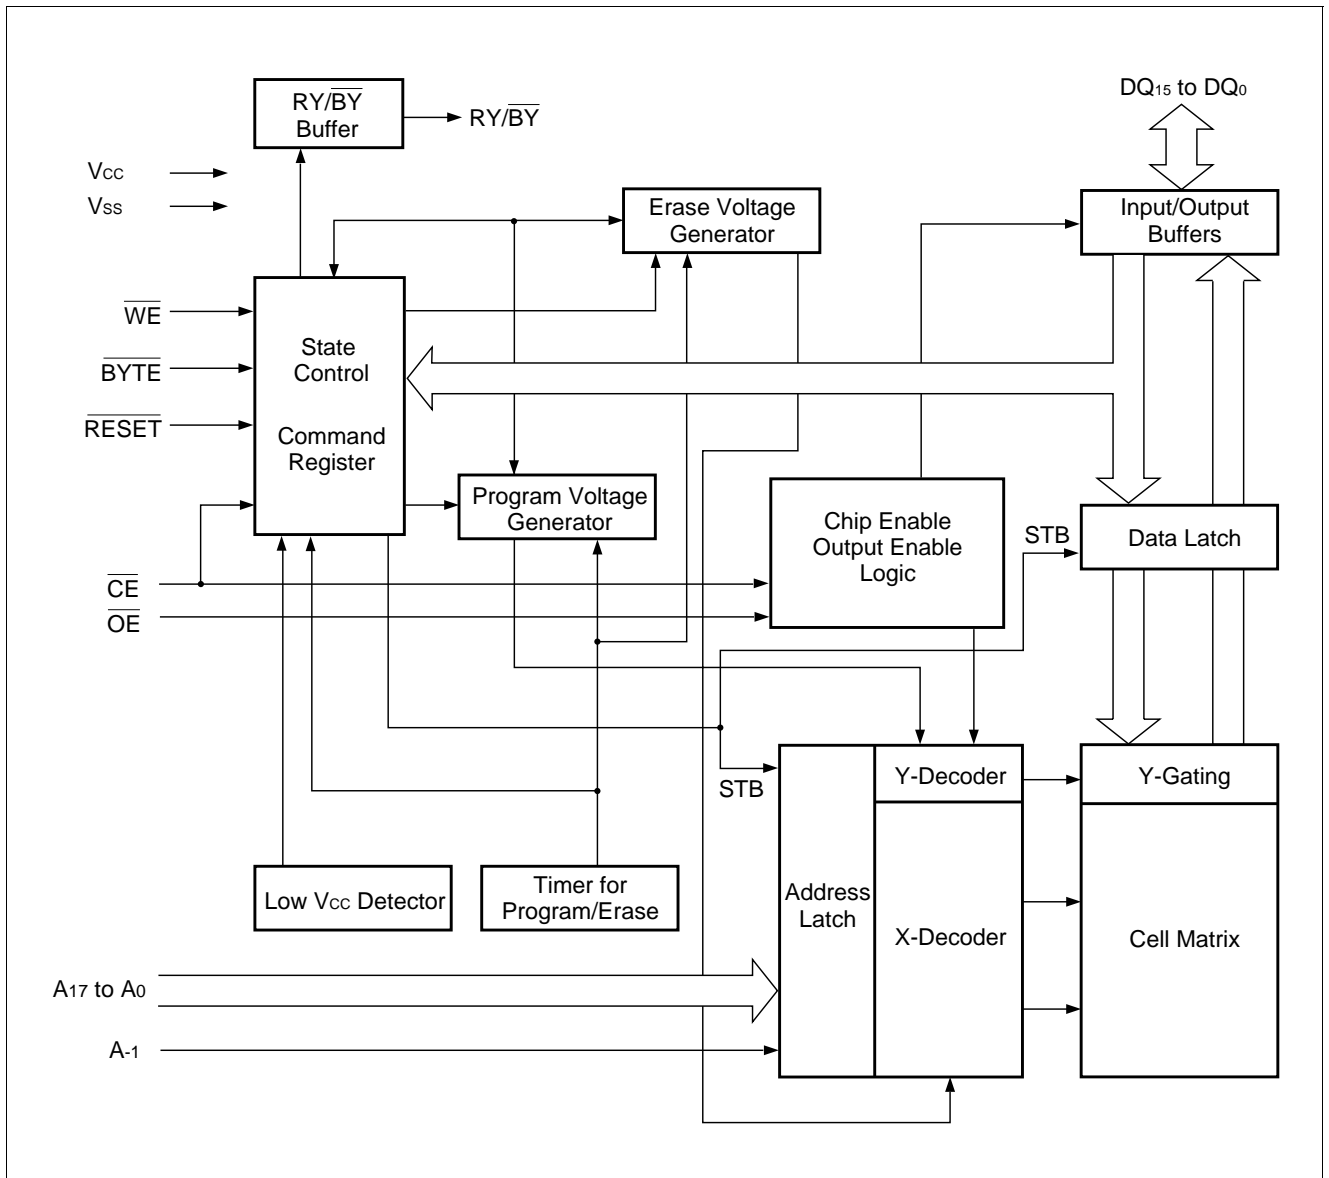 RY/BY
Buffer
RY/BY
DQ15 to DQ0
VCC
VSS
Erase Voltage
Generator
Input/Output
Buffers
WE
BYTE
RESET
State
Control
Command
Register
Program Voltage
Generator
Chip Enable
Output Enable
Logic
STB
Data Latch
CE
OE
STB
Y-Decoder
Y-Gating
Low VCC Detector
Timer for
Program/Erase
Address
Latch
X-Decoder
Cell Matrix
A17 to A0
A-1